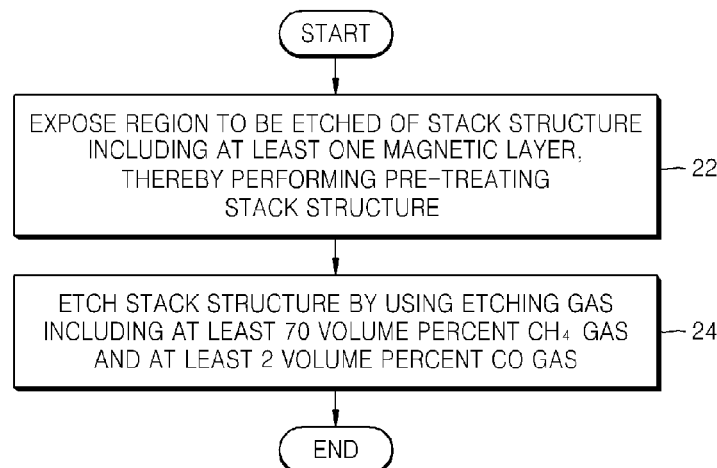 START
EXPOSE REGION TO BE ETCHED OF STACK STRUCTURE
INCLUDING AT LEAST ONE MAGNETIC LAYER,
THEREBY PERFORMING PRE-TREATING
STACK STRUCTURE
22
ETCH STACK STRUCTURE BY USING ETCHING GAS
INCLUDING AT LEAST 70 VOLUME PERCENT CH₄ GAS
AND AT LEAST 2 VOLUME PERCENT CO GAS
24
END